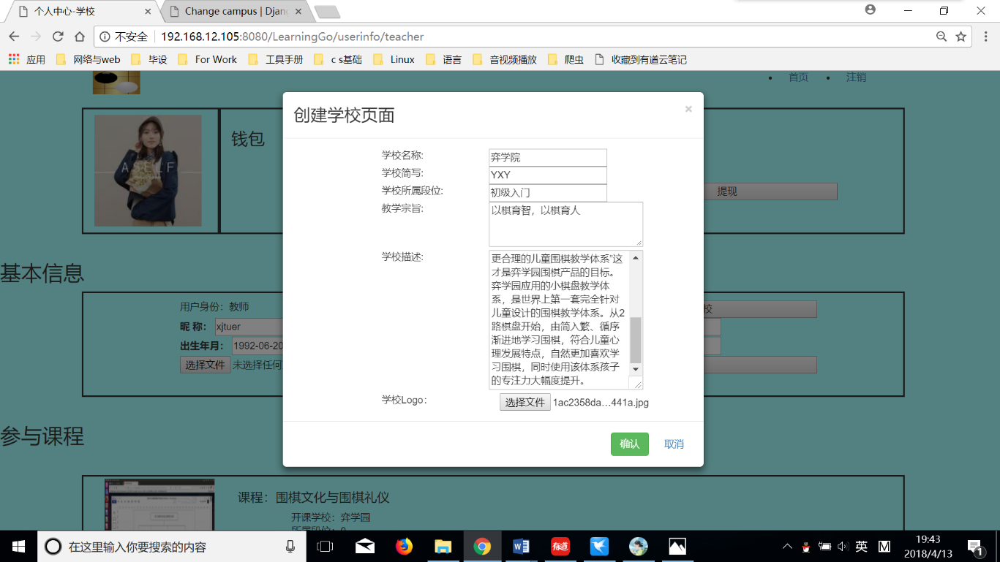 个人中心-学校
Change campus | Djan
不安全 192.168.12.105:8080/LearningGo/userinfo/teacher
应用 网络与web 毕设 For Work 工具手册 c s基础 Linux 语言 音视频播放 爬虫 收藏到有道云笔记
首页 注销
创建学校页面 ×
ASELF
钱包
学校名称: 弈学院
学校简写: YXY
学校所属段位: 初级入门
提现
教学宗旨: 以棋育智，以棋育人
学校描述: 更合理的儿童围棋教学体系”这
才是弈学园围棋产品的目标。
弈学园应用的小棋盘教学体
系，是世界上第一套完全针对
儿童设计的围棋教学体系。从2
路棋盘开始，由简入繁、循序
渐进地学习围棋，符合儿童心
理发展特点，自然更加喜欢学
习围棋，同时使用该体系孩子
的专注力大幅度提升。
学校Logo： 选择文件 1ac2358da...441a.jpg
确认 取消
基本信息
用户身份：教师 校
昵 称： xjtuer
出生年月： 1992-06-20
选择文件 未选择任何
参与课程
课程：围棋文化与围棋礼仪
开课学校：弈学园
所属段位：0
在这里输入你要搜索的内容
有道
英 M
19:43
2018/4/13
1